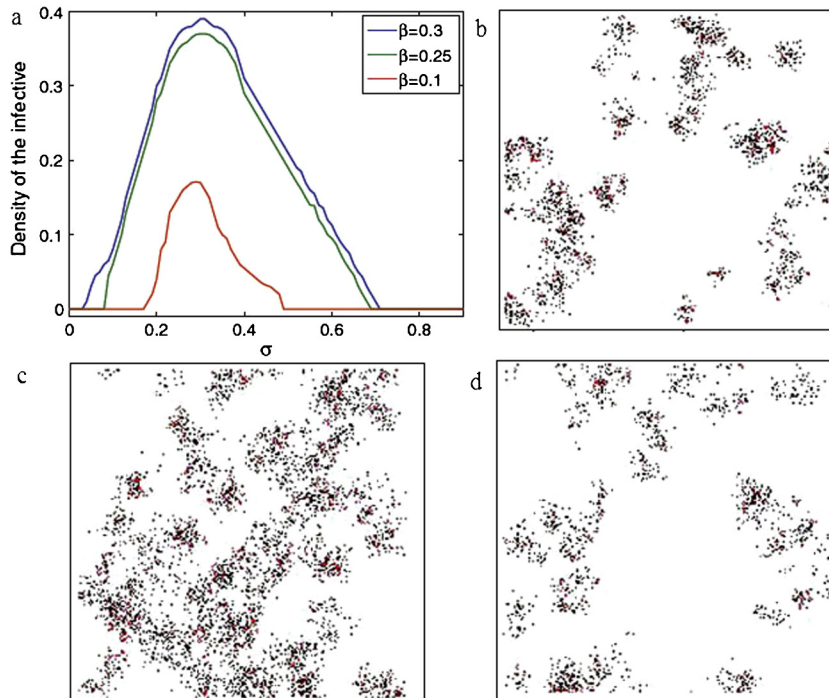 a
0.4
0.3
0.2
0.1
0
Density of the infective
β=0.3
β=0.25
β=0.1
0
0.2
0.4
0.6
0.8
σ
b
c
d